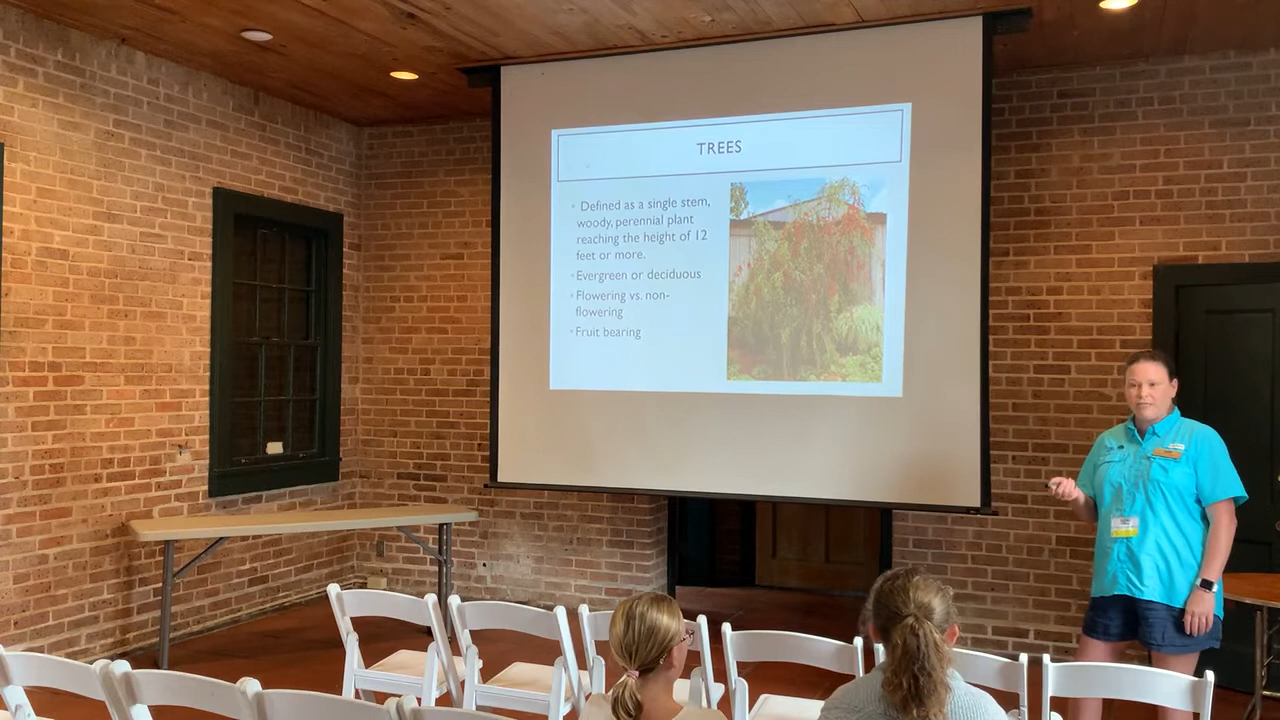 TREES
• Defined as a single stem,
woody, perennial plant
reaching the height of 12
feet or more.
• Evergreen or deciduous
• Flowering vs. non-
flowering
• Fruit bearing